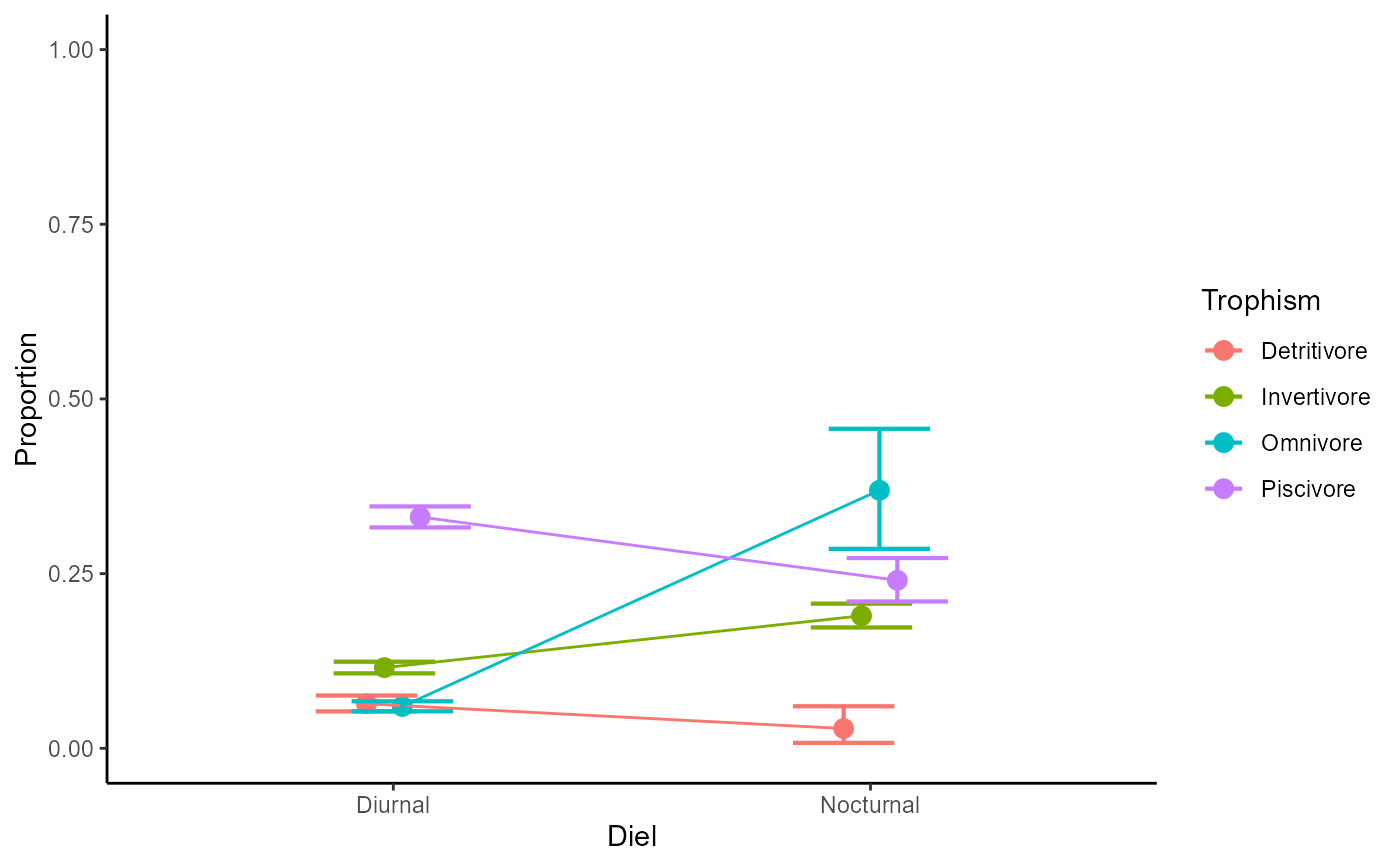 1.00
0.75
0.50
0.25
0.00
Proportion
Diurnal
Nocturnal
Diel
Trophism
Detritivore
Invertivore
Omnivore
Piscivore